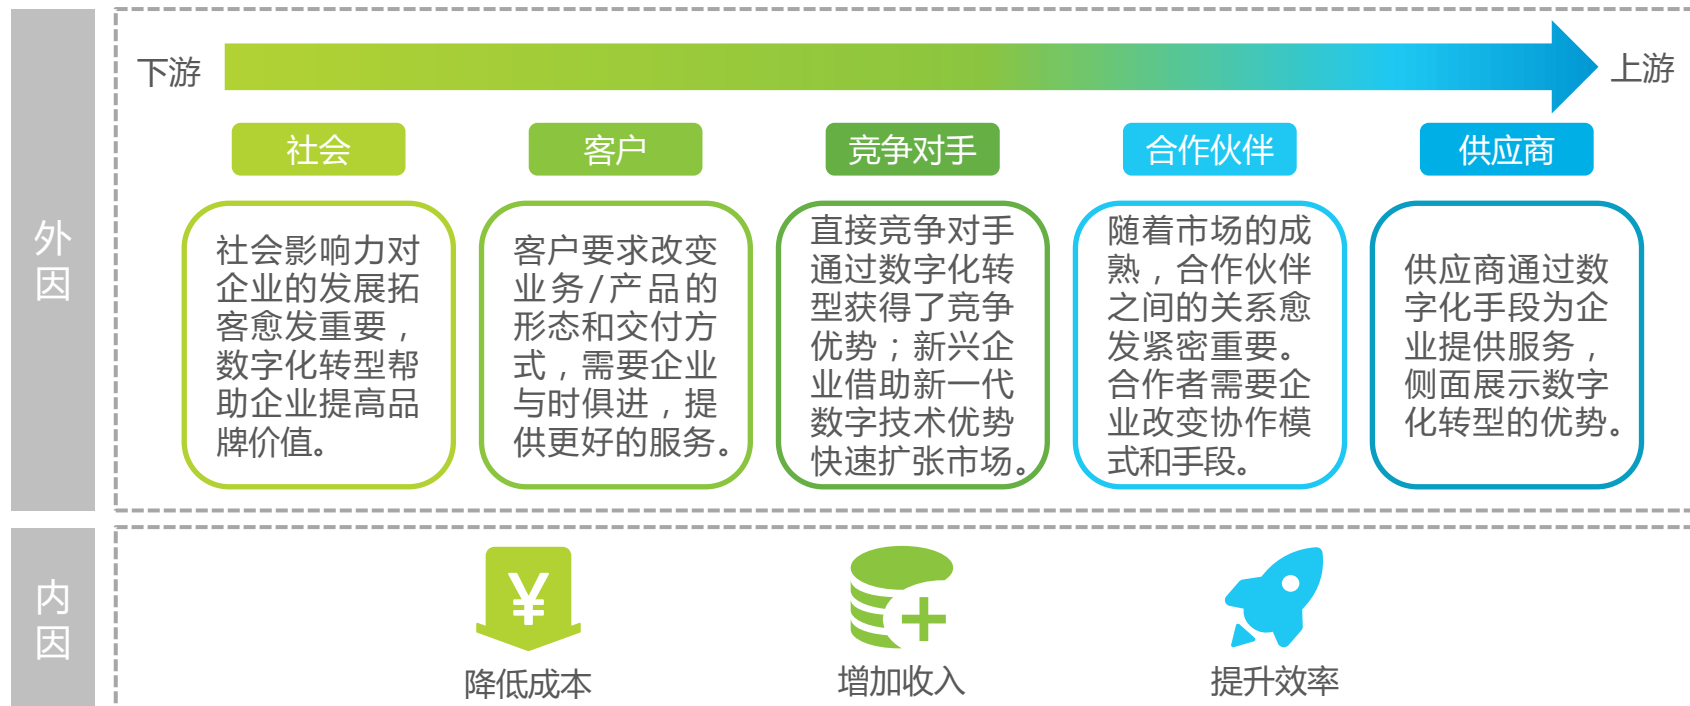 外因
下游
上游
社会
客户
竞争对手
合作伙伴
供应商
社会影响力对
企业的发展拓
客愈发重要，
数字化转型帮
助企业提高品
牌价值。
客户要求改变
业务/产品的
形态和交付方
式，需要企业
与时俱进，提
供更好的服务。
直接竞争对手
通过数字化转
型获得了竞争
优势；新兴企
业借助新一代
数字技术优势
快速扩张市场。
随着市场的成
熟，合作伙伴
之间的关系愈
发紧密重要。
合作者需要企
业改变协作模
式和手段。
供应商通过数
字化手段为企
业提供服务，
侧面展示数字
化转型的优势。
内因
¥
降低成本
增加收入
提升效率